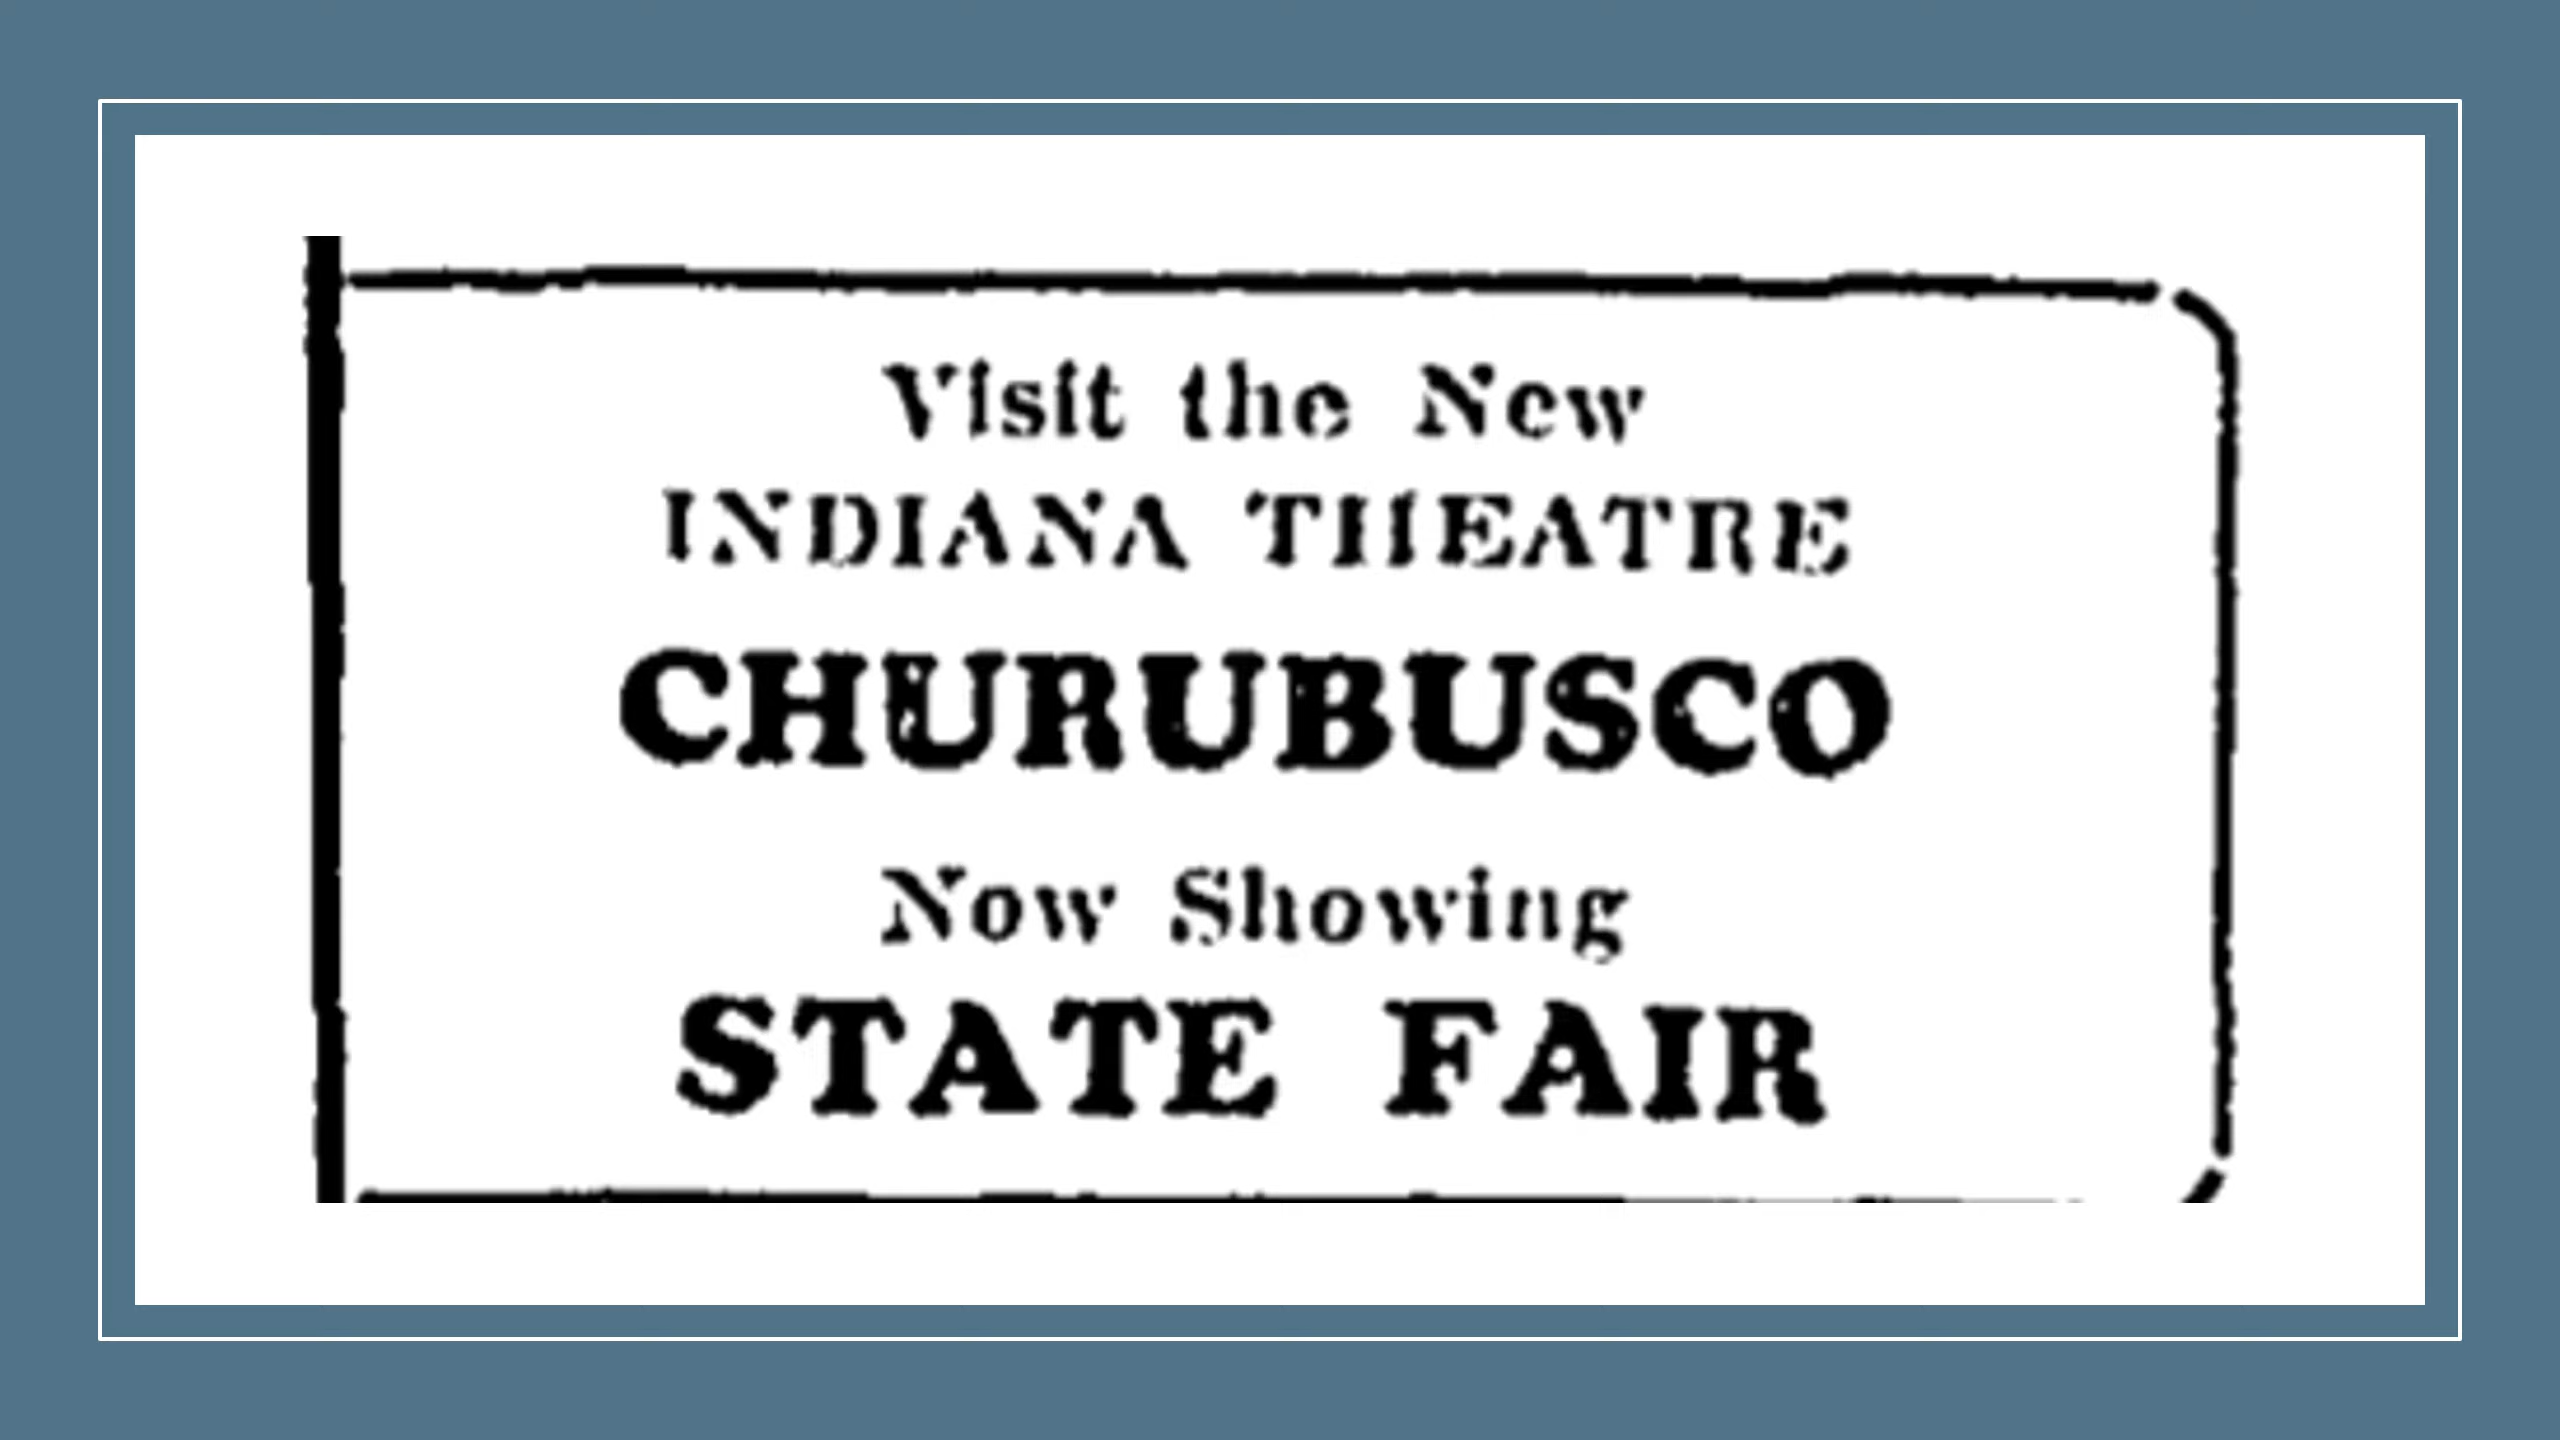 Visit the New
INDIANA THEATRE
CHURUBUSCO
Now Showing
STATE FAIR